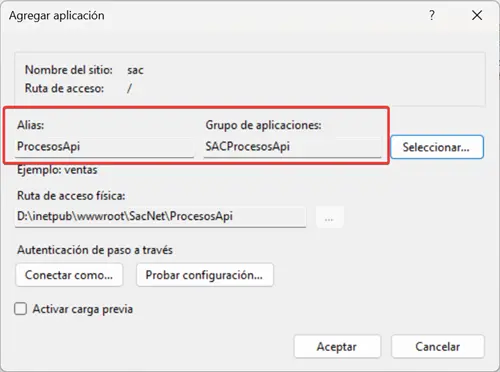 Agregar aplicación
Nombre del sitio: sac
Ruta de acceso: /
Alias: Grupo de aplicaciones:
ProcesosApi SACProcesosApi Seleccionar...
Ejemplo: ventas
Ruta de acceso física:
D:\inetpub\wwwroot\SacNet\ProcesosApi ...
Autenticación de paso a través
Conectar como... Probar configuración...
Activar carga previa
Aceptar Cancelar